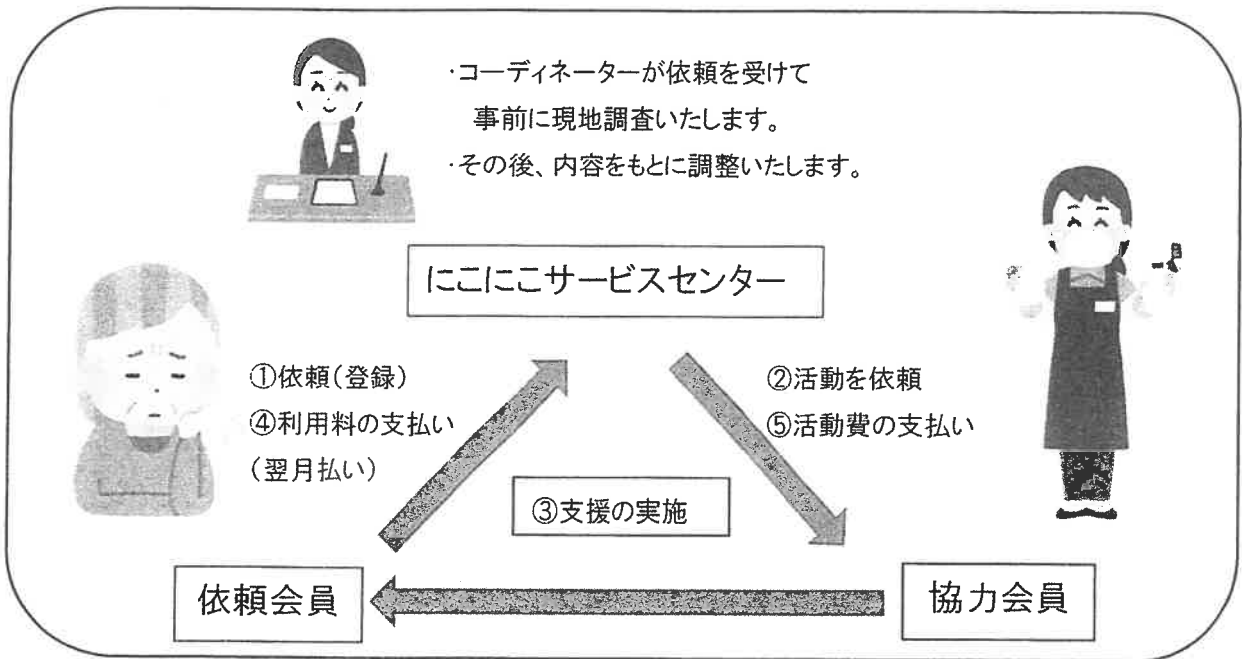 ・コーディネーターが依頼を受けて
事前に現地調査いたします。
・その後、内容をもとに調整いたします。
にこにこサービスセンター
①依頼(登録)
④利用料の支払い
(翌月払い)
②活動を依頼
⑤活動費の支払い
③支援の実施
依頼会員
協力会員